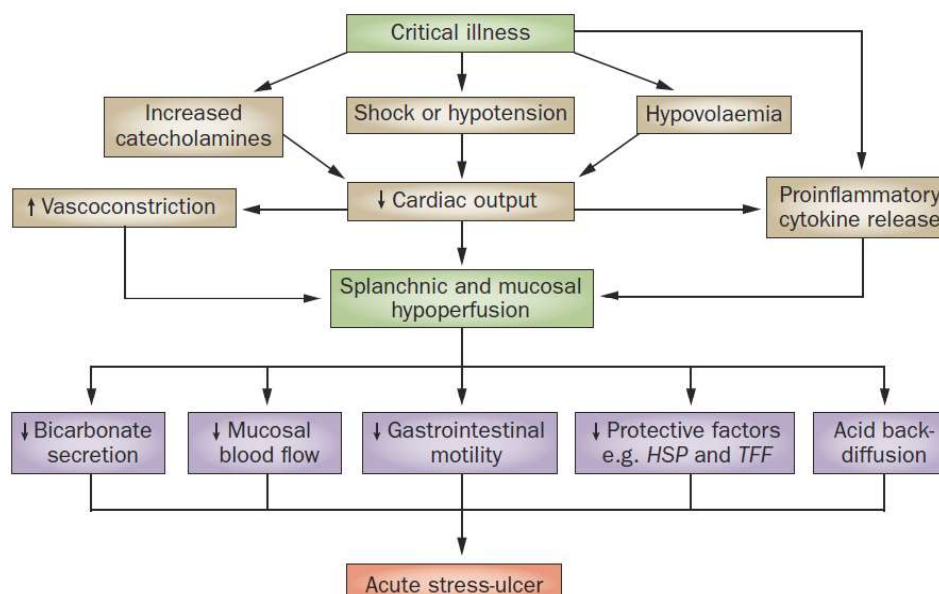 Critical illness
Increased
catecholamines
Shock or hypotension
Hypovolaemia
↑ Vascoconstriction
↓ Cardiac output
Proinflammatory
cytokine release
Splanchnic and mucosal
hypoperfusion
↓ Bicarbonate
secretion
↓ Mucosal
blood flow
↓ Gastrointestinal
motility
↓ Protective factors
e.g. HSP and TFF
Acid back-
diffusion
Acute stress-ulcer